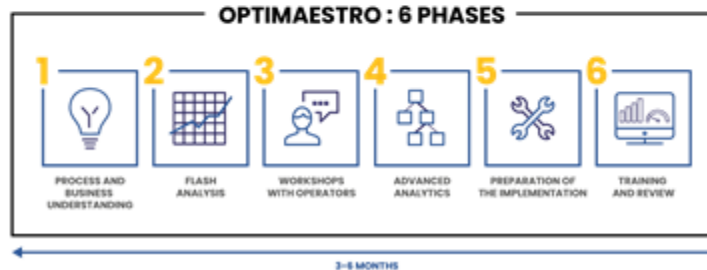 OPTIMAESTRO : 6 PHASES
1 2 3 4 5 6
PROCESS AND
BUSINESS
UNDERSTANDING
FLASH
ANALYSIS
WORKSHOPS
WITH OPERATORS
ADVANCED
ANALYTICS
PREPARATION OF
THE IMPLEMENTATION
TRAINING
AND REVIEW
3-6 MONTHS